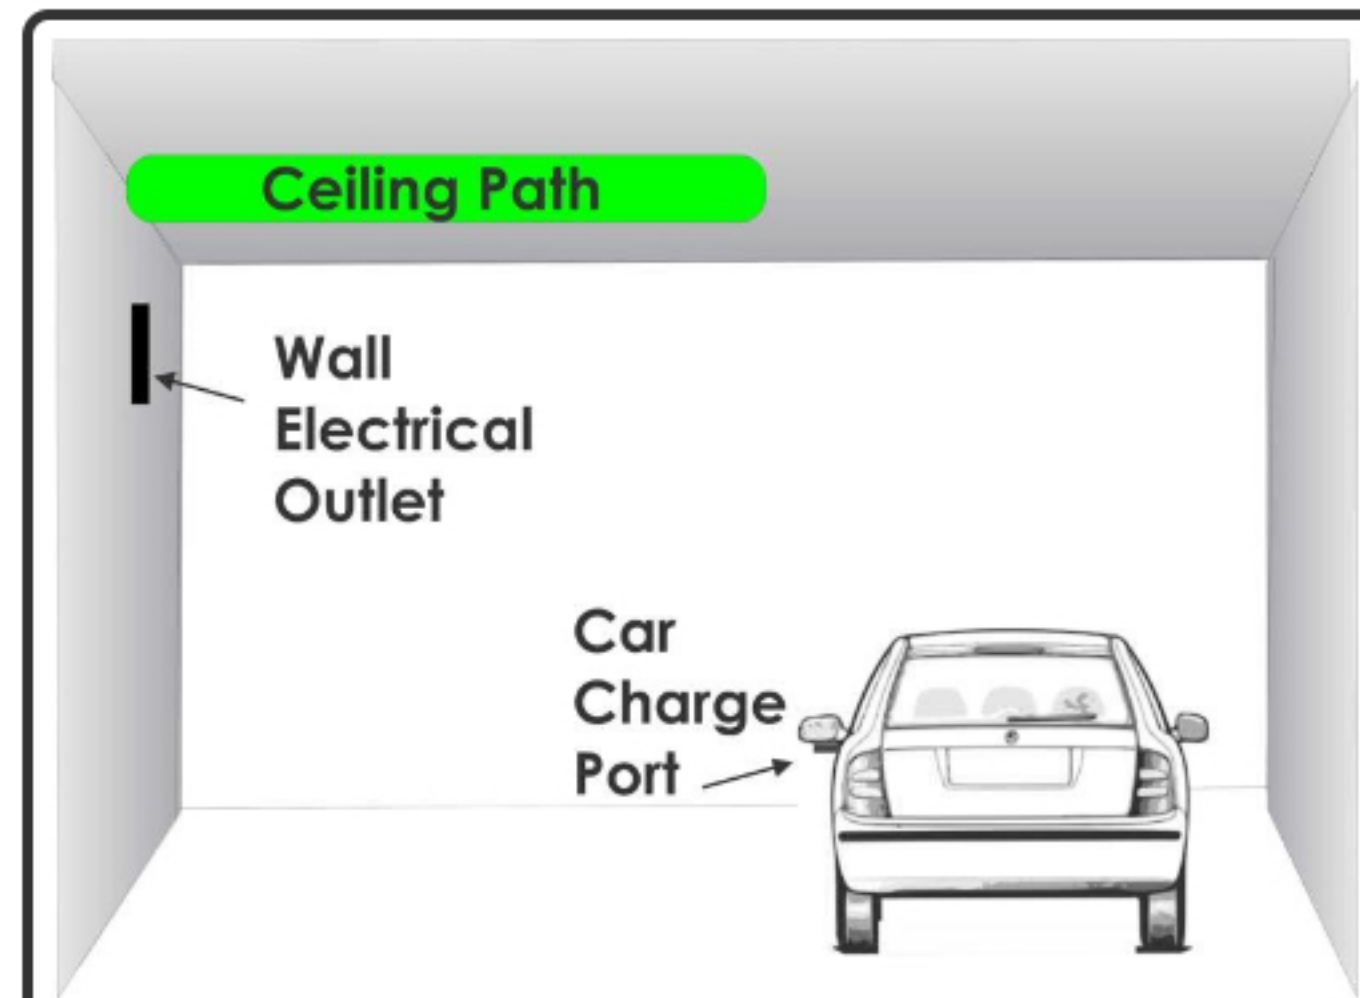 Ceiling Path
Wall
Electrical
Outlet
Car
Charge
Port